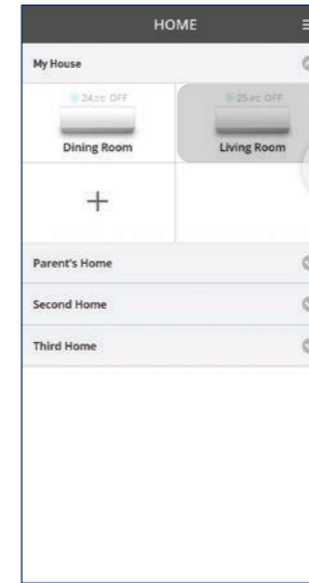 HOME
My House
24.5°C OFF
25.0°C OFF
Dining Room
Living Room
+
Parent's Home
Second Home
Third Home